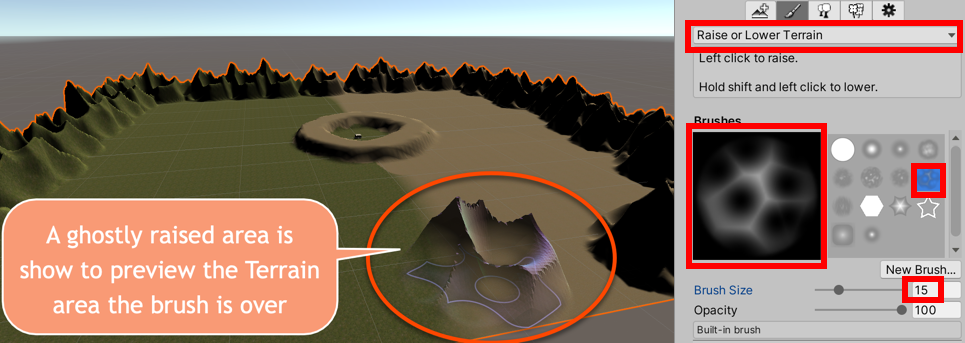 Raise or Lower Terrain
Left click to raise.
Hold shift and left click to lower.
Brushes
A ghostly raised area is
show to preview the Terrain
area the brush is over
New Brush...
Brush Size
15
Opacity
100
Built-in brush